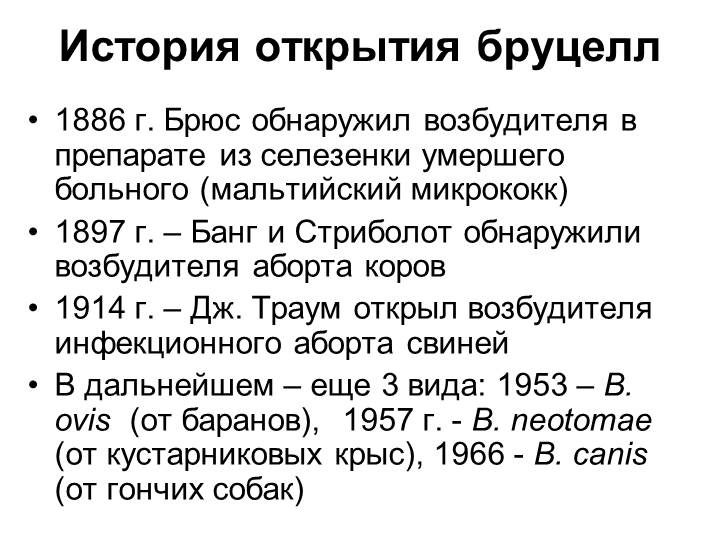 История открытия бруцелл
• 1886 г. Брюс обнаружил возбудителя в
препарате из селезенки умершего
больного (мальтийский микрококк)
• 1897 г. – Банг и Стриболот обнаружили
возбудителя аборта коров
• 1914 г. – Дж. Траум открыл возбудителя
инфекционного аборта свиней
• В дальнейшем – еще 3 вида: 1953 – B.
ovis (от баранов), 1957 г. - B. neotomae
(от кустарниковых крыс), 1966 - B. canis
(от гончих собак)